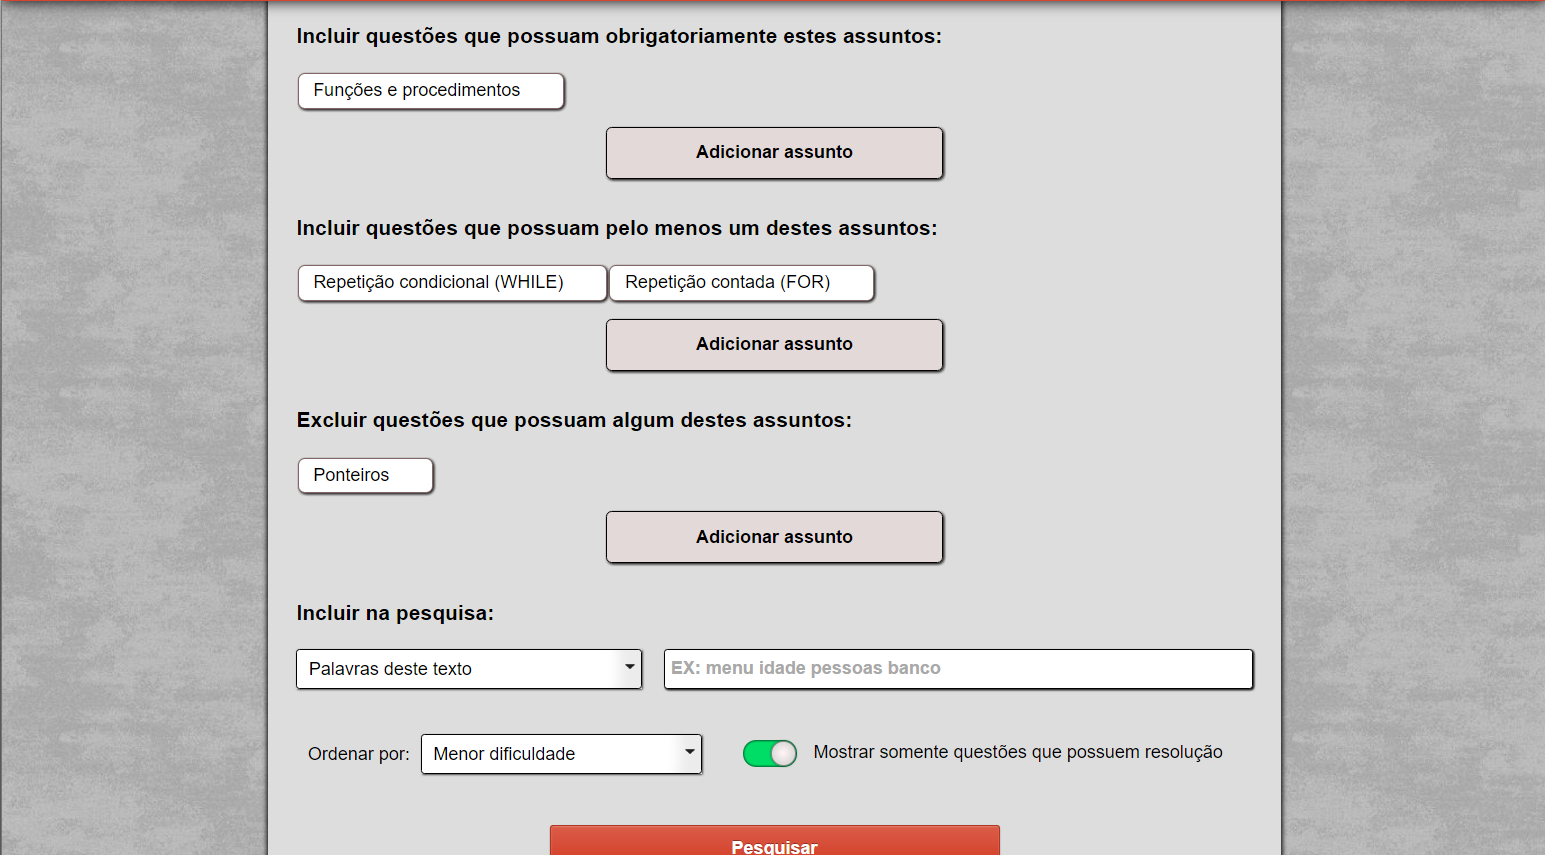 Incluir questões que possuam obrigatoriamente estes assuntos:
Funções e procedimentos
Adicionar assunto
Incluir questões que possuam pelo menos um destes assuntos:
Repetição condicional (WHILE) Repetição contada (FOR)
Adicionar assunto
Excluir questões que possuam algum destes assuntos:
Ponteiros
Adicionar assunto
Incluir na pesquisa:
Palavras deste texto EX: menu idade pessoas banco
Ordenar por: Menor dificuldade Mostrar somente questões que possuem resolução
Pesquisar